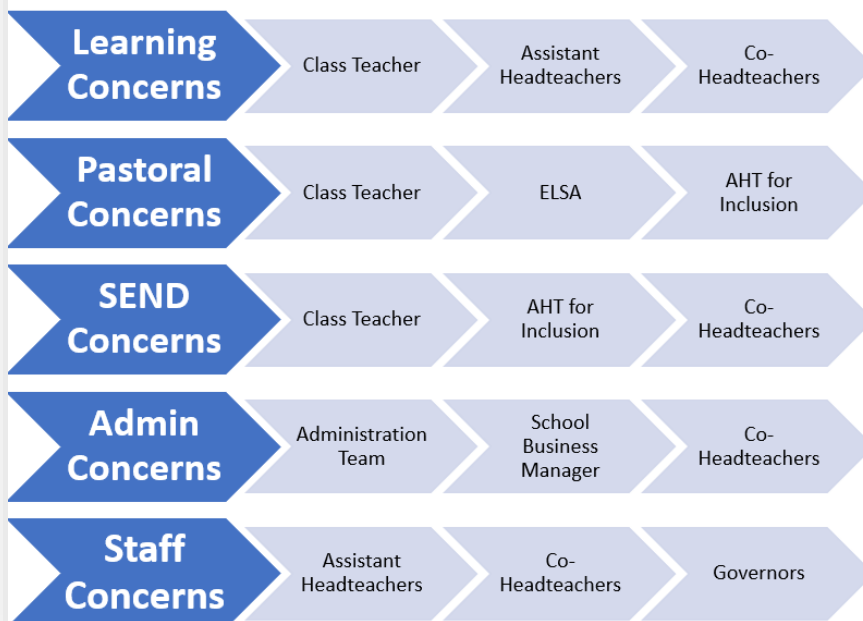 Learning
Concerns
Class Teacher
Assistant
Headteachers
Co-
Headteachers
Pastoral
Concerns
Class Teacher
ELSA
AHT for
Inclusion
SEND
Concerns
Class Teacher
AHT for
Inclusion
Co-
Headteachers
Admin
Concerns
Administration
Team
School
Business
Manager
Co-
Headteachers
Staff
Concerns
Assistant
Headteachers
Co-
Headteachers
Governors